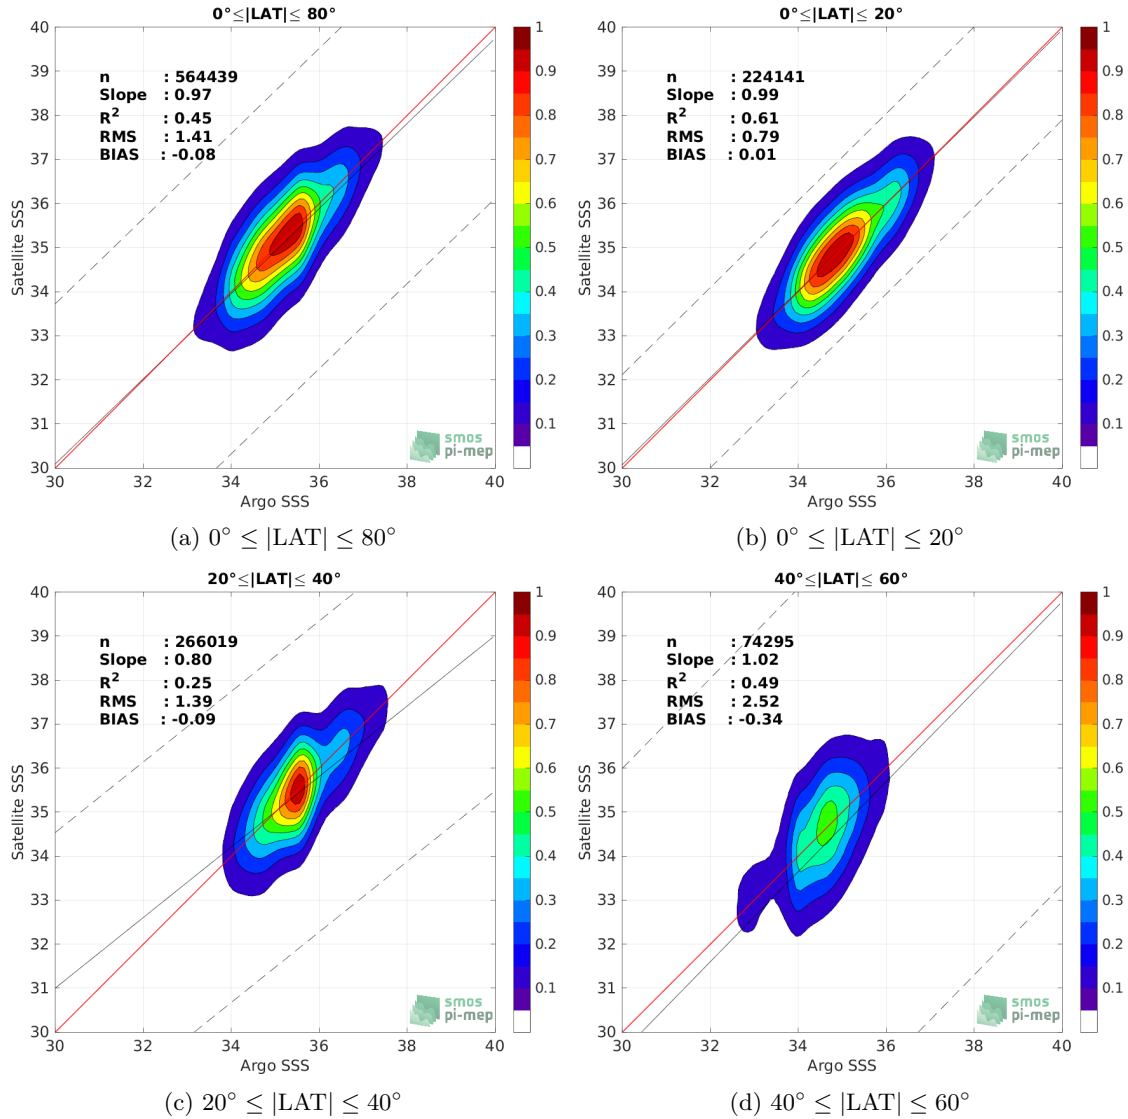 0°≤|LAT|≤ 80°
n : 564439
Slope : 0.97
R² : 0.45
RMS : 1.41
BIAS : -0.08
Satellite SSS
40
39
38
37
36
35
34
33
32
31
30
30 32 34 36 38 40
Argo SSS
1
0.9
0.8
0.7
0.6
0.5
0.4
0.3
0.2
0.1
smos
pi-mep
(a) 0° ≤ |LAT| ≤ 80°
0°≤|LAT|≤ 20°
n : 224141
Slope : 0.99
R² : 0.61
RMS : 0.79
BIAS : 0.01
Satellite SSS
40
39
38
37
36
35
34
33
32
31
30
30 32 34 36 38 40
Argo SSS
1
0.9
0.8
0.7
0.6
0.5
0.4
0.3
0.2
0.1
smos
pi-mep
(b) 0° ≤ |LAT| ≤ 20°
20°≤|LAT|≤ 40°
n : 266019
Slope : 0.80
R² : 0.25
RMS : 1.39
BIAS : -0.09
Satellite SSS
40
39
38
37
36
35
34
33
32
31
30
30 32 34 36 38 40
Argo SSS
1
0.9
0.8
0.7
0.6
0.5
0.4
0.3
0.2
0.1
smos
pi-mep
(c) 20° ≤ |LAT| ≤ 40°
40°≤|LAT|≤ 60°
n : 74295
Slope : 1.02
R² : 0.49
RMS : 2.52
BIAS : -0.34
Satellite SSS
40
39
38
37
36
35
34
33
32
31
30
30 32 34 36 38 40
Argo SSS
1
0.9
0.8
0.7
0.6
0.5
0.4
0.3
0.2
0.1
smos
pi-mep
(d) 40° ≤ |LAT| ≤ 60°